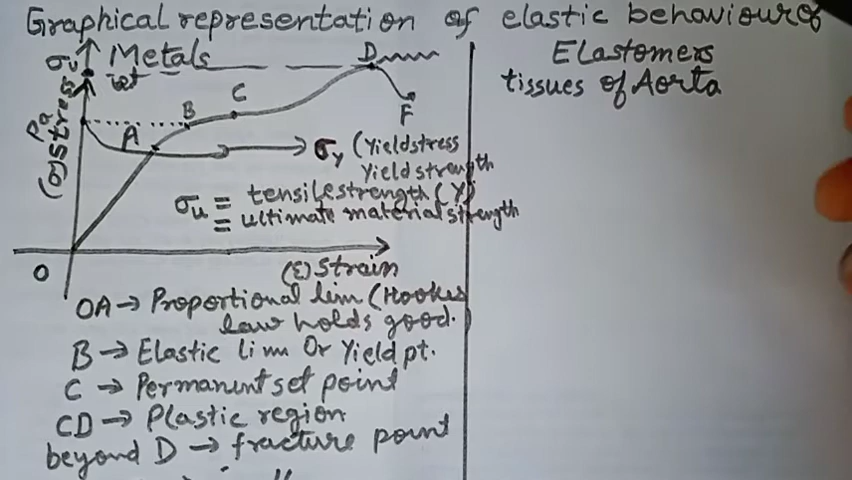 Graphical representation of elastic behaviour of
Metals
Elastomers
tissues of Aorta
σu
D
C
B
A
F
Stress
(σ)
Pa
σy (Yield stress
Yield strength
σu = tensile strength (Y)
= ultimate material strength
O
(ε) Strain
OA → Proportional lim (Hookes
law holds good.
B → Elastic lim Or Yield pt.
C → Permanent set point
CD → Plastic region
beyond D → fracture point